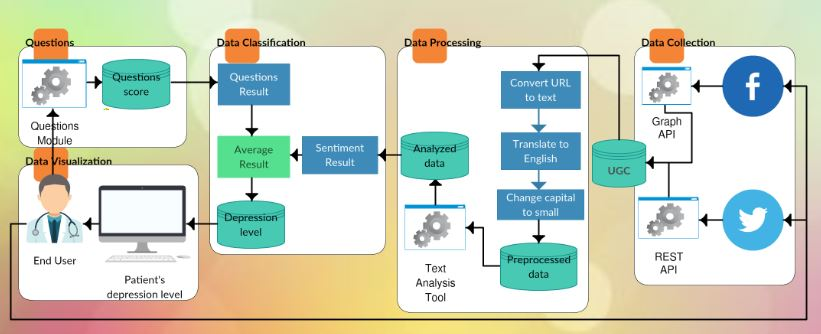 Questions
Questions
score
Questions
Module
Data Classification
Questions
Result
Average
Result
Sentiment
Result
Depression
level
Data Processing
Convert URL
to text
Translate to
English
Change capital
to small
Preprocessed
data
Analyzed
data
Text
Analysis
Tool
Data Collection
Graph
API
UGC
REST
API
f
Data Visualization
End User
Patient's
depression level